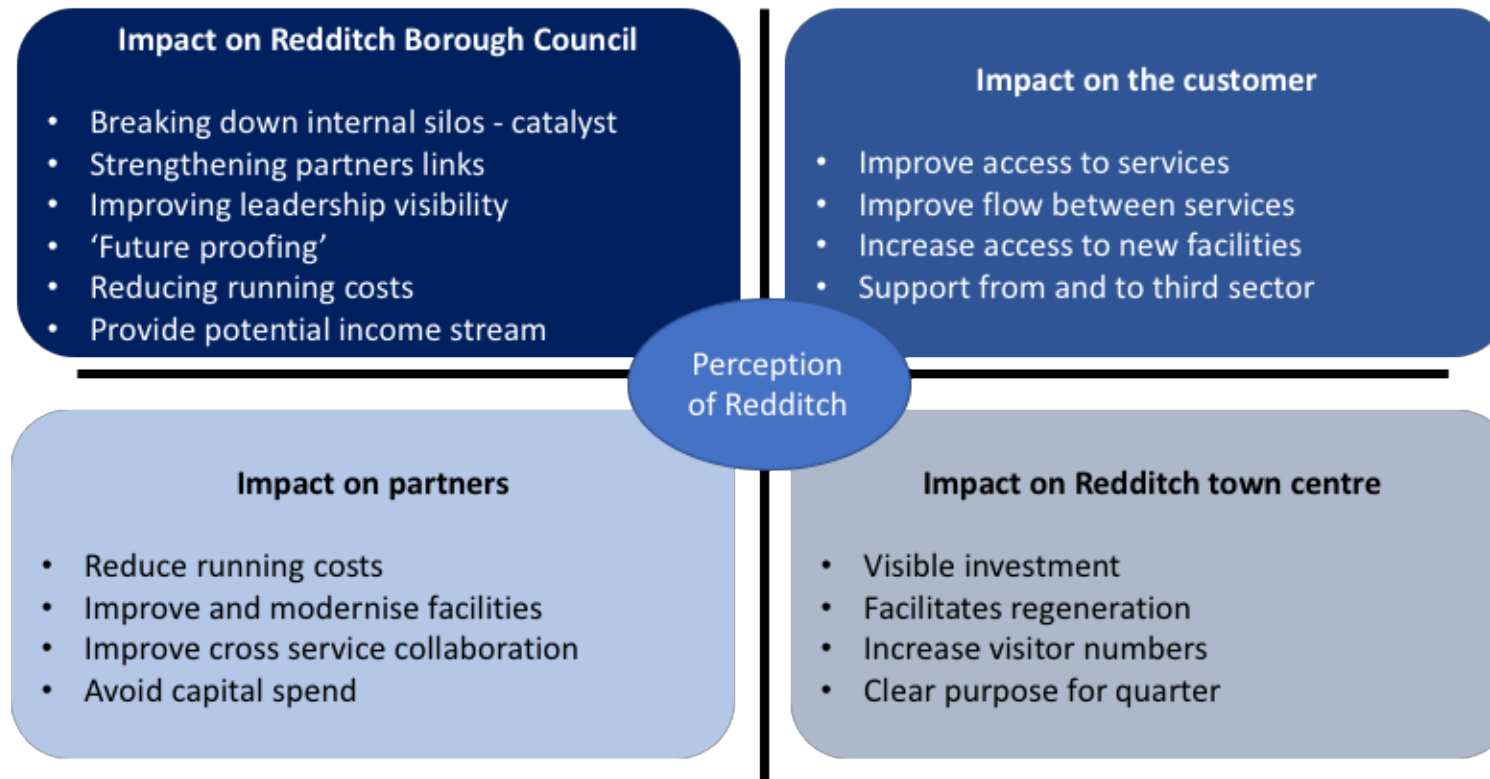 Impact on Redditch Borough Council
• Breaking down internal silos - catalyst
• Strengthening partners links
• Improving leadership visibility
• ‘Future proofing’
• Reducing running costs
• Provide potential income stream
Impact on the customer
• Improve access to services
• Improve flow between services
• Increase access to new facilities
• Support from and to third sector
Perception
of Redditch
Impact on partners
• Reduce running costs
• Improve and modernise facilities
• Improve cross service collaboration
• Avoid capital spend
Impact on Redditch town centre
• Visible investment
• Facilitates regeneration
• Increase visitor numbers
• Clear purpose for quarter